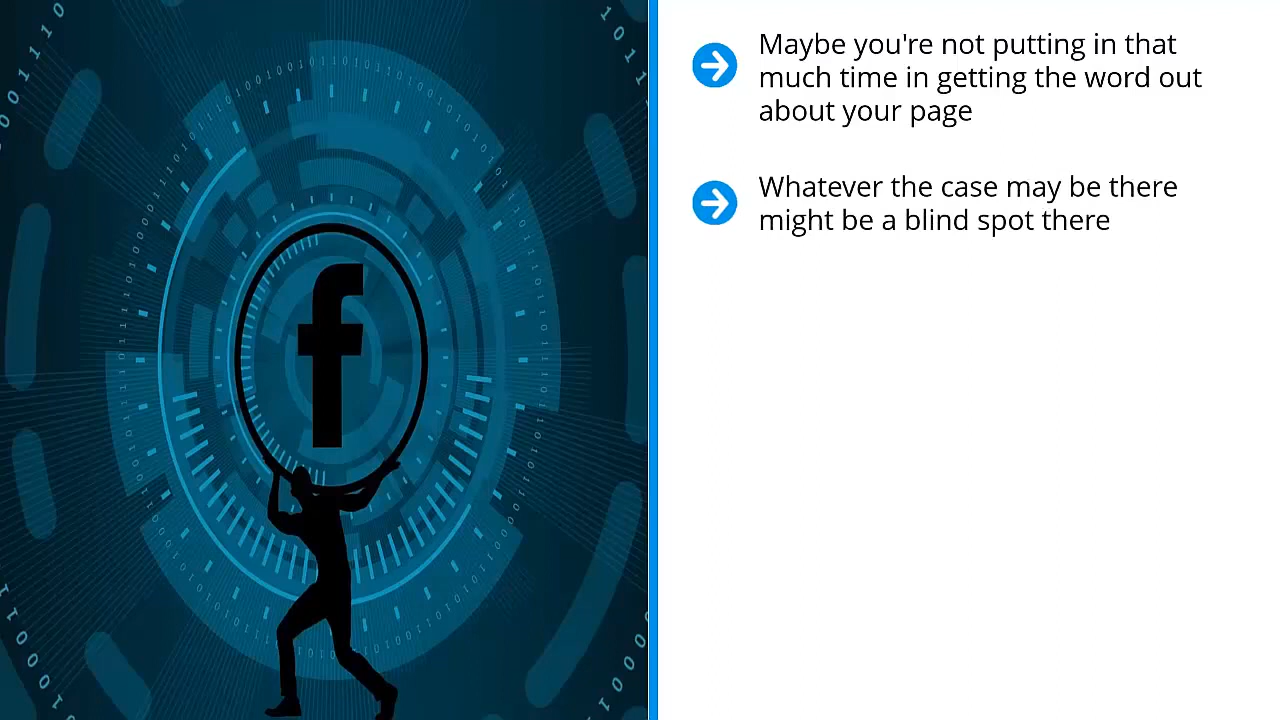 Maybe you're not putting in that
much time in getting the word out
about your page
Whatever the case may be there
might be a blind spot there
f